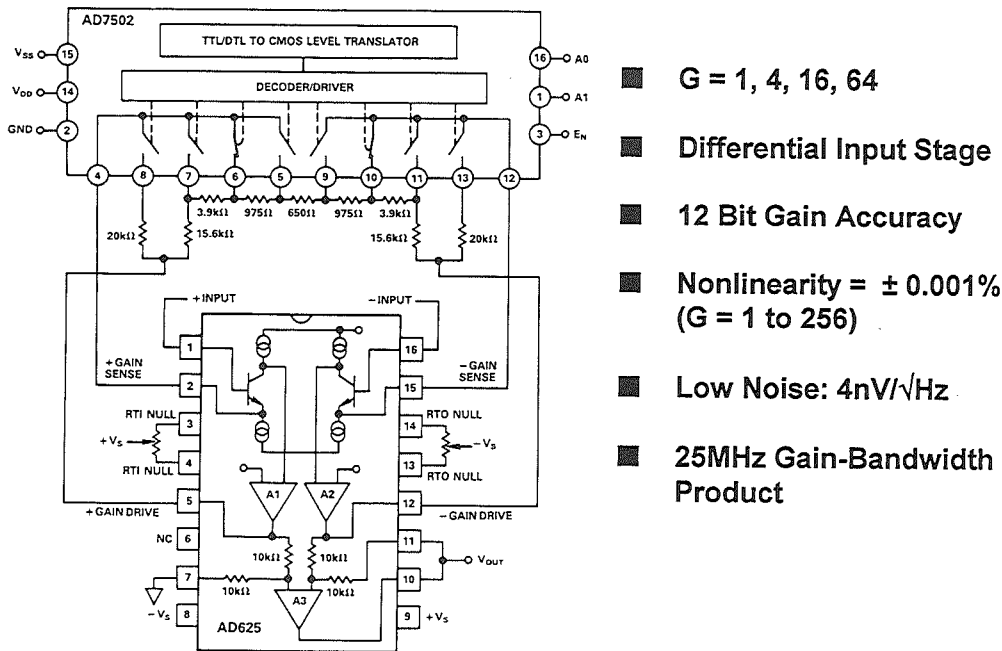 AD7502
TTL/DTL TO CMOS LEVEL TRANSLATOR
DECODER/DRIVER
VSS
15
VDD
14
GND
2
16
A0
1
A1
3
EN
4
8
7
6
5
9
10
11
13
12
3.9kΩ
975Ω
650Ω
975Ω
3.9kΩ
20kΩ
15.6kΩ
15.6kΩ
20kΩ
+INPUT
−INPUT
1
16
+GAIN
SENSE
2
15
−GAIN
SENSE
RTI NULL
3
14
RTO NULL
+VS
−VS
RTI NULL
4
13
RTO NULL
A1
A2
5
12
+GAIN DRIVE
−GAIN DRIVE
NC
6
11
10kΩ
10kΩ
VOUT
7
10kΩ
10kΩ
10
A3
−VS
8
9
+VS
AD625
■ G = 1, 4, 16, 64
■ Differential Input Stage
■ 12 Bit Gain Accuracy
■ Nonlinearity = ± 0.001%
(G = 1 to 256)
■ Low Noise: 4nV/√Hz
■ 25MHz Gain-Bandwidth
Product